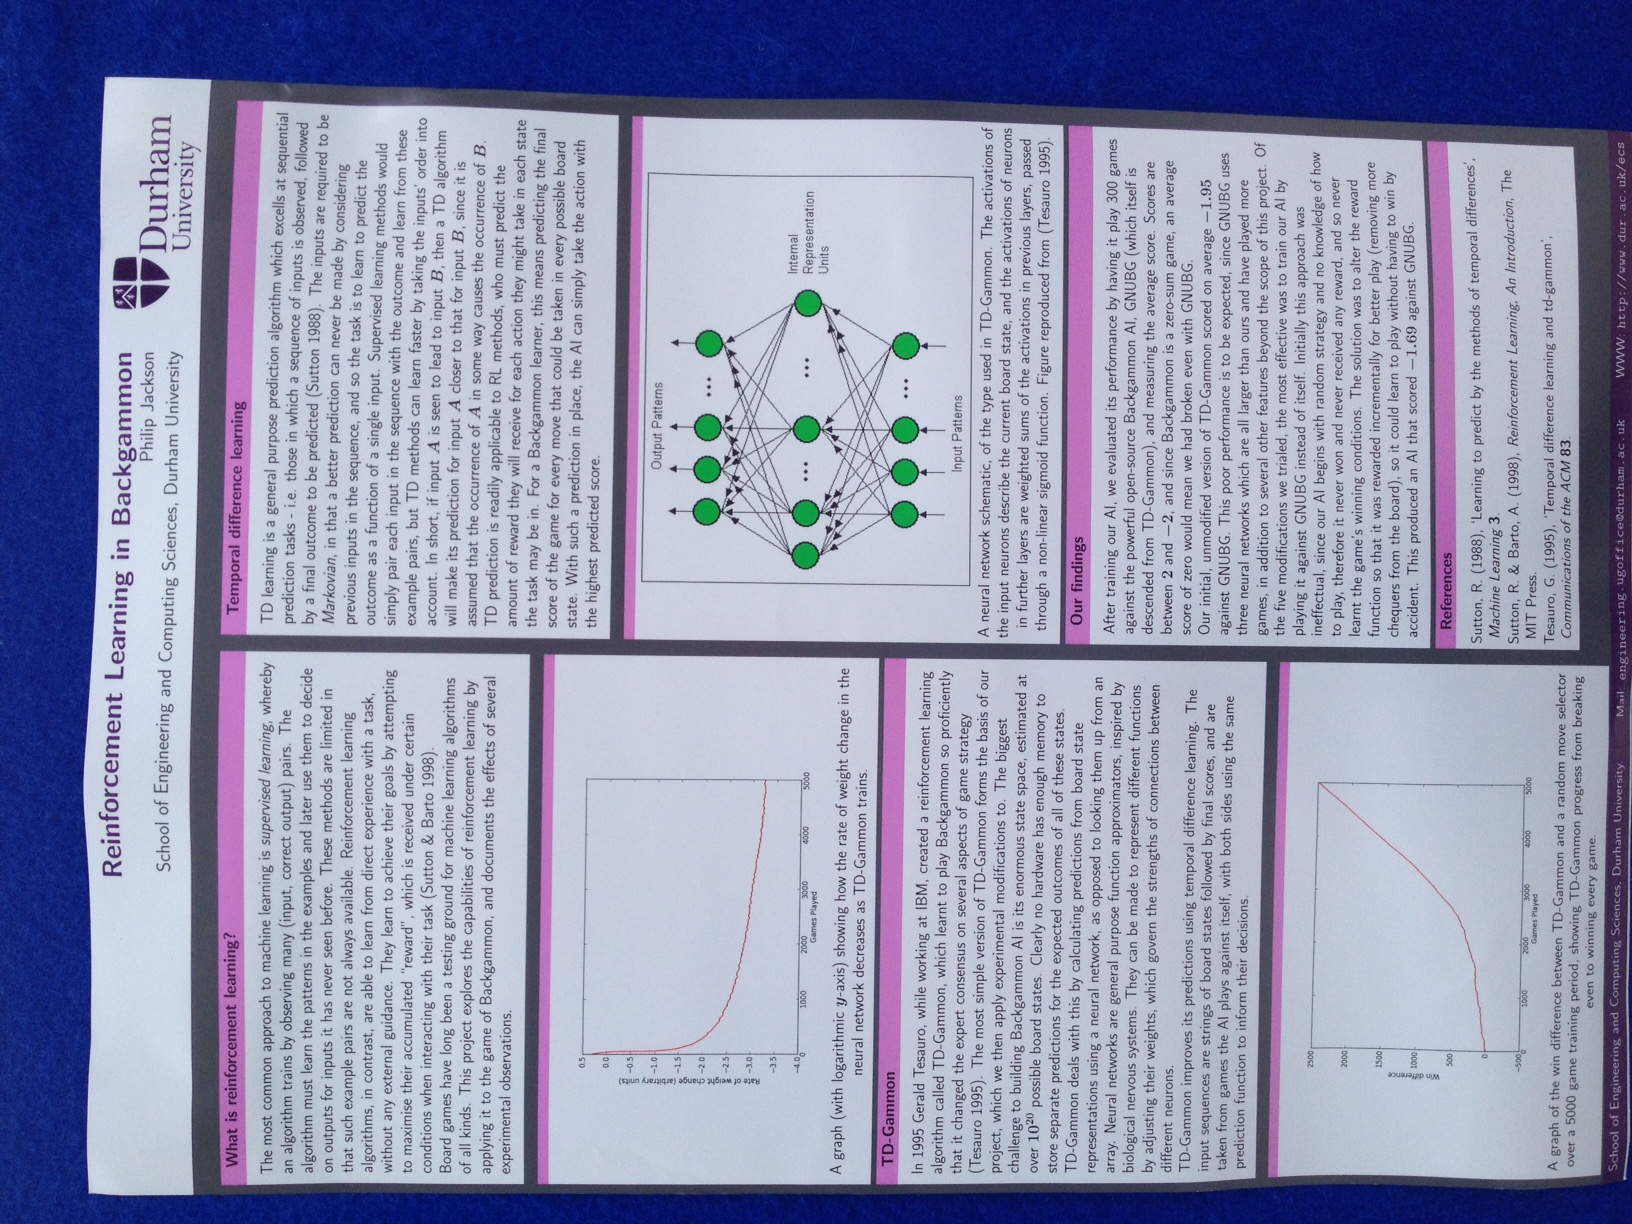 Reinforcement Learning in Backgammon
Philip Jackson
School of Engineering and Computing Sciences, Durham University
Durham
University
What is reinforcement learning?
The most common approach to machine learning is supervised learning, whereby
an algorithm trains by observing many (input, correct output) pairs. The
algorithm must learn the patterns in the examples and later use them to decide
on outputs for inputs it has never seen before. These methods are limited in
that such example pairs are not always available. Reinforcement learning
algorithms, in contrast, are able to learn from direct experience with a task,
without any external guidance. They learn to achieve their goals by attempting
to maximise their accumulated "reward", which is received under certain
conditions when interacting with their task (Sutton & Barto 1998).
Board games have long been a testing ground for machine learning algorithms
of all kinds. This project explores the capabilities of reinforcement learning by
applying it to the game of Backgammon, and documents the effects of several
experimental observations.
0.5
0.0
−0.5
−1.0
−1.5
−2.0
−2.5
−3.0
−3.5
−4.0
Rate of weight change (arbitrary units)
0 1000 2000 3000 4000 5000
Games Played
A graph (with logarithmic y-axis) showing how the rate of weight change in the
neural network decreases as TD-Gammon trains.
TD-Gammon
In 1995 Gerald Tesauro, while working at IBM, created a reinforcement learning
algorithm called TD-Gammon, which learnt to play Backgammon so proficiently
that it changed the expert consensus on several aspects of game strategy
(Tesauro 1995). The most simple version of TD-Gammon forms the basis of our
project, which we then apply experimental modifications to. The biggest
challenge to building Backgammon AI is its enormous state space, estimated at
over 10²⁰ possible board states. Clearly no hardware has enough memory to
store separate predictions for the expected outcomes of all of these states.
TD-Gammon deals with this by calculating predictions from board state
representations using a neural network, as opposed to looking them up from an
array. Neural networks are general purpose function approximators, inspired by
biological nervous systems. They can be made to represent different functions
by adjusting their weights, which govern the strengths of connections between
different neurons.
TD-Gammon improves its predictions using temporal difference learning. The
input sequences are strings of board states followed by final scores, and are
taken from games the AI plays against itself, with both sides using the same
prediction function to inform their decisions.
2500
2000
1500
1000
500
0
−500
Win difference
0 1000 2000 3000 4000 5000
Games Played
A graph of the win difference between TD-Gammon and a random move selector
over a 5000 game training period, showing TD-Gammon progress from breaking
even to winning every game.
Temporal difference learning
TD learning is a general purpose prediction algorithm which excells at sequential
prediction tasks - i.e. those in which a sequence of inputs is observed, followed
by a final outcome to be predicted (Sutton 1988). The inputs are required to be
Markovian, in that a better prediction can never be made by considering
previous inputs in the sequence, and so the task is to learn to predict the
outcome as a function of a single input. Supervised learning methods would
simply pair each input in the sequence with the outcome and learn from these
example pairs, but TD methods can learn faster by taking the inputs' order into
account. In short, if input A is seen to lead to input B, then a TD algorithm
will make its prediction for input A closer to that for input B, since it is
assumed that the occurrence of A in some way causes the occurrence of B.
TD prediction is readily applicable to RL methods, who must predict the
amount of reward they will receive for each action they might take in each state
the task may be in. For a Backgammon learner, this means predicting the final
score of the game for every move that could be taken in every possible board
state. With such a prediction in place, the AI can simply take the action with
the highest predicted score.
Output Patterns
Internal
Representation
Units
Input Patterns
A neural network schematic, of the type used in TD-Gammon. The activations of
the input neurons describe the current board state, and the activations of neurons
in further layers are weighted sums of the activations in previous layers, passed
through a non-linear sigmoid function. Figure reproduced from (Tesauro 1995).
Our findings
After training our AI, we evaluated its performance by having it play 300 games
against the powerful open-source Backgammon AI, GNUBG (which itself is
descended from TD-Gammon), and measuring the average score. Scores are
between 2 and −2, and since Backgammon is a zero-sum game, an average
score of zero would mean we had broken even with GNUBG.
Our initial, unmodified version of TD-Gammon scored on average −1.95
against GNUBG. This poor performance is to be expected, since GNUBG uses
three neural networks which are all larger than ours and have played more
games, in addition to several other features beyond the scope of this project. Of
the five modifications we trialed, the most effective was to train our AI by
playing it against GNUBG instead of itself. Initially this approach was
ineffectual, since our AI begins with random strategy and no knowledge of how
to play, therefore it never won and never received any reward, and so never
learnt the game's winning conditions. The solution was to alter the reward
function so that it was rewarded incrementally for better play (removing more
chequers from the board), so it could learn to play without having to win by
accident. This produced an AI that scored −1.69 against GNUBG.
References
Sutton, R. (1988), 'Learning to predict by the methods of temporal differences',
Machine Learning 3.
Sutton, R. & Barto, A. (1998), Reinforcement Learning, An Introduction, The
MIT Press.
Tesauro, G. (1995), 'Temporal difference learning and td-gammon',
Communications of the ACM 83.
School of Engineering and Computing Sciences, Durham University Mail: engineering.ugoffice@durham.ac.uk WWW: http://www.dur.ac.uk/ecs